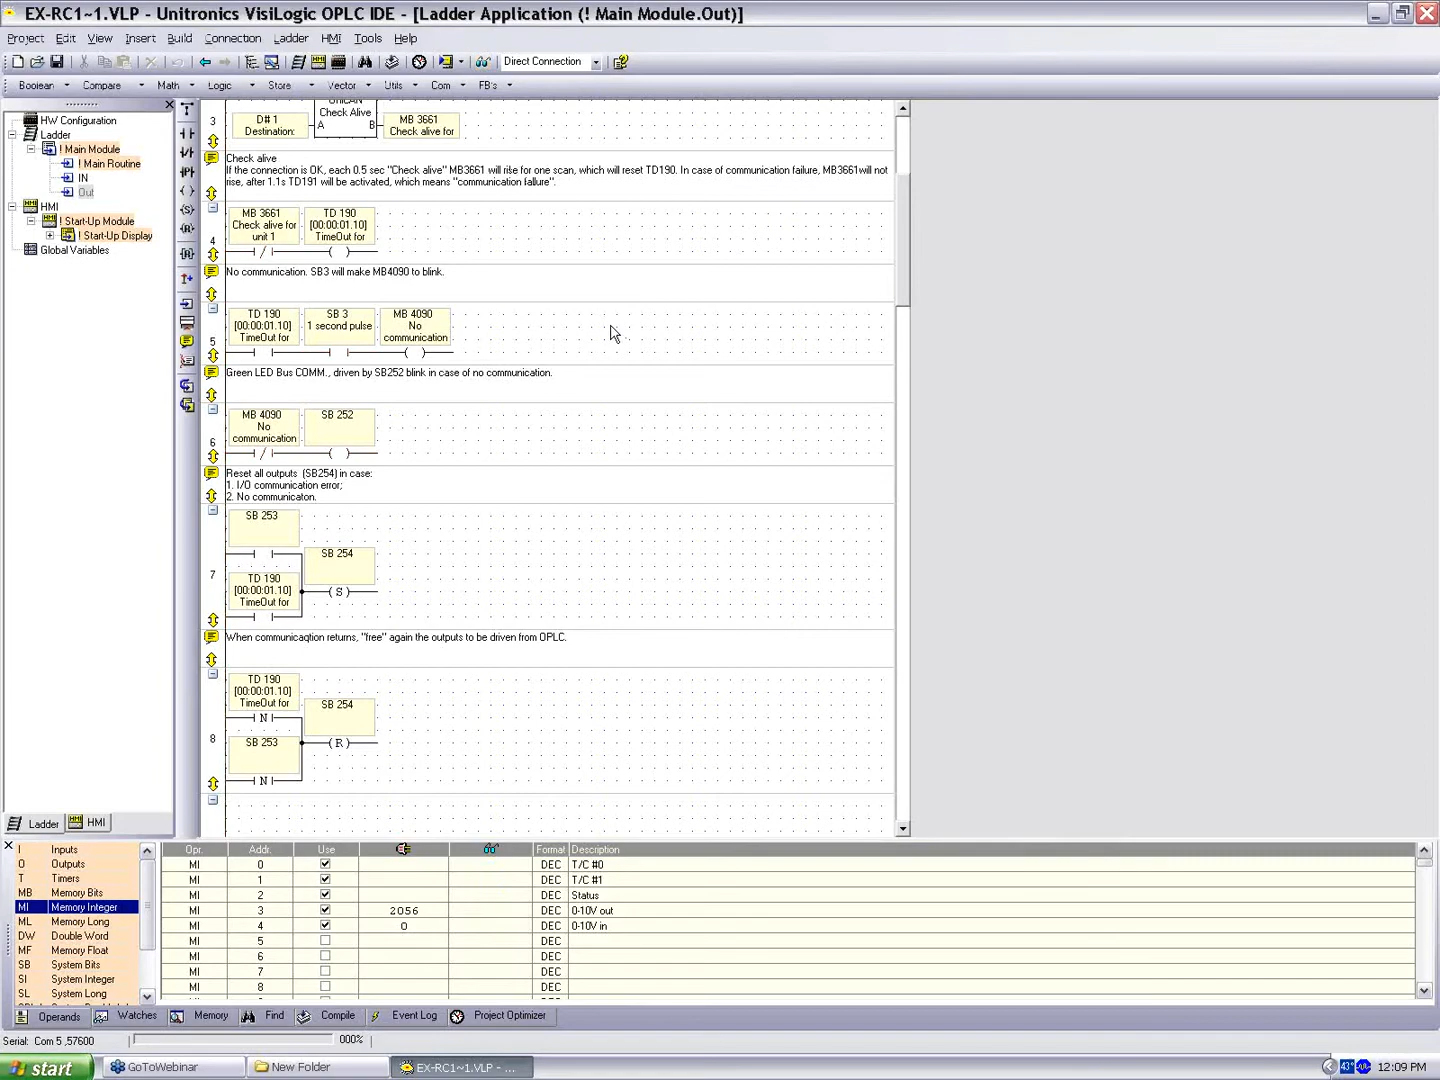 EX-RC1~1.VLP - Unitronics VisiLogic OPLC IDE - [Ladder Application (! Main Module.Out)]
Project Edit View Insert Build Connection Ladder HMI Tools Help
Direct Connection
Boolean Compare Math Logic Store Vector Utils Com FB's
HW Configuration
Ladder
! Main Module
! Main Routine
IN
Out
HMI
! Start-Up Module
! Start-Up Display
Global Variables
Ladder HMI
3
D# 1
Destination:
Check Alive
A B
MB 3661
Check alive for
Check alive
If the connection is OK, each 0.5 sec "Check alive" MB3661 will rise for one scan, which will reset TD190. In case of communication failure, MB3661will not
rise, after 1.1s TD191 will be activated, which means "communication failure".
4
MB 3661
Check alive for
unit 1
TD 190
[00:00:01.10]
TimeOut for
No communication. SB3 will make MB4090 to blink.
5
TD 190
[00:00:01.10]
TimeOut for
SB 3
1 second pulse
MB 4090
No
communication
Green LED Bus COMM., driven by SB252 blink in case of no communication.
6
MB 4090
No
communication
SB 252
Reset all outputs (SB254) in case:
1. I/O communication error;
2. No communicaton.
7
SB 253
SB 254
TD 190
[00:00:01.10]
TimeOut for
S
When communicaqtion returns, "free" again the outputs to be driven from OPLC.
8
TD 190
[00:00:01.10]
TimeOut for
N
SB 254
R
SB 253
N
I Inputs
O Outputs
T Timers
MB Memory Bits
MI Memory Integer
ML Memory Long
DW Double Word
MF Memory Float
SB System Bits
SI System Integer
SL System Long
Opr. Addr. Use Format Description
MI 0 DEC T/C #0
MI 1 DEC T/C #1
MI 2 DEC Status
MI 3 2056 DEC 0-10V out
MI 4 0 DEC 0-10V in
MI 5 DEC
MI 6 DEC
MI 7 DEC
MI 8 DEC
Operands Watches Memory Find Compile Event Log Project Optimizer
Serial: Com 5 ,57600 000%
start GoToWebinar New Folder EX-RC1~1.VLP - ... 43° 12:09 PM